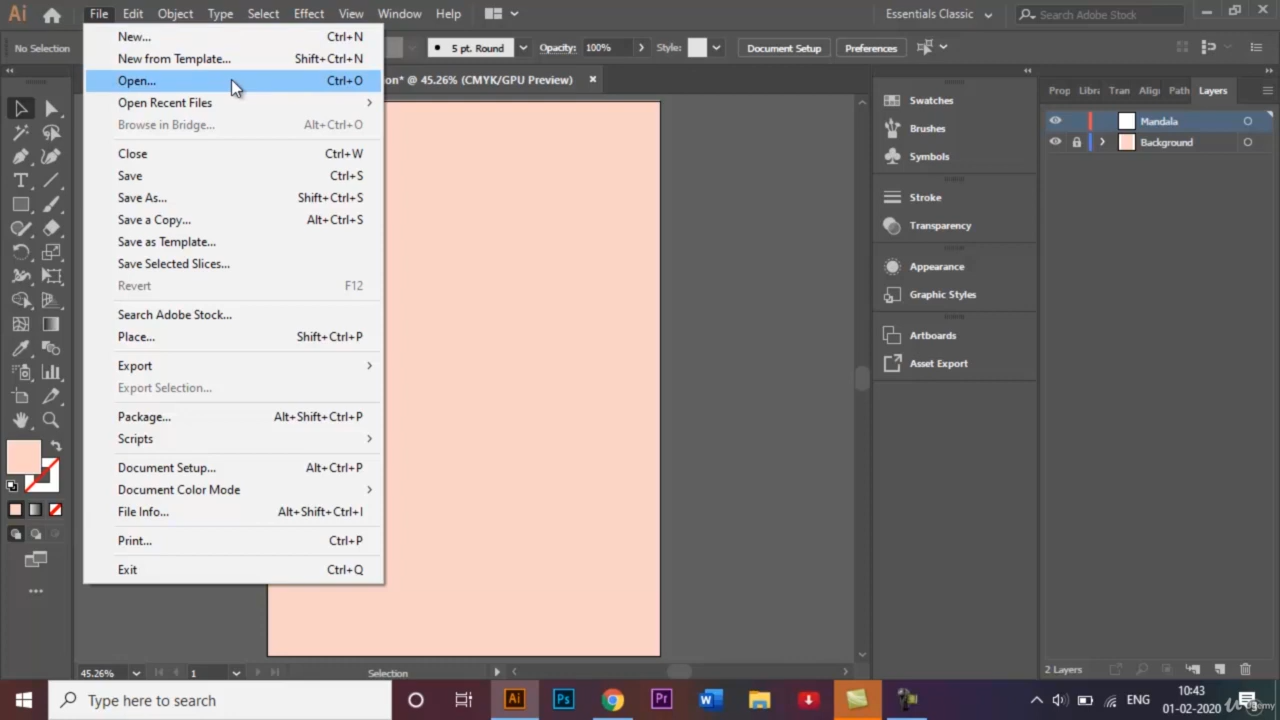 Ai File Edit Object Type Select Effect View Window Help Essentials Classic Search Adobe Stock
No Selection 5 pt. Round Opacity: 100% Style: Document Setup Preferences
on* @ 45.26% (CMYK/GPU Preview)
New... Ctrl+N
New from Template... Shift+Ctrl+N
Open... Ctrl+O
Open Recent Files
Browse in Bridge... Alt+Ctrl+O
Close Ctrl+W
Save Ctrl+S
Save As... Shift+Ctrl+S
Save a Copy... Alt+Ctrl+S
Save as Template...
Save Selected Slices...
Revert F12
Search Adobe Stock...
Place... Shift+Ctrl+P
Export
Export Selection...
Package... Alt+Shift+Ctrl+P
Scripts
Document Setup... Alt+Ctrl+P
Document Color Mode
File Info... Alt+Shift+Ctrl+I
Print... Ctrl+P
Exit Ctrl+Q
Swatches
Brushes
Symbols
Stroke
Transparency
Appearance
Graphic Styles
Artboards
Asset Export
Prop Libra Tran Alig Path Layers
Mandala
Background
2 Layers
45.26% 1 Selection
Type here to search Ai Ps Pr W ENG 10:43
01-02-2020